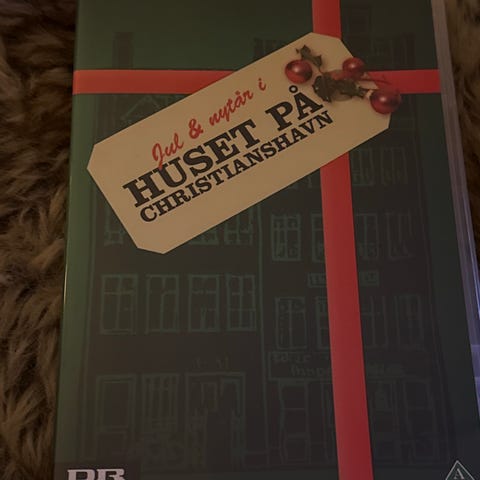 Jul & nytår i
HUSET PÅ
CHRISTIANSHAVN
DR
A